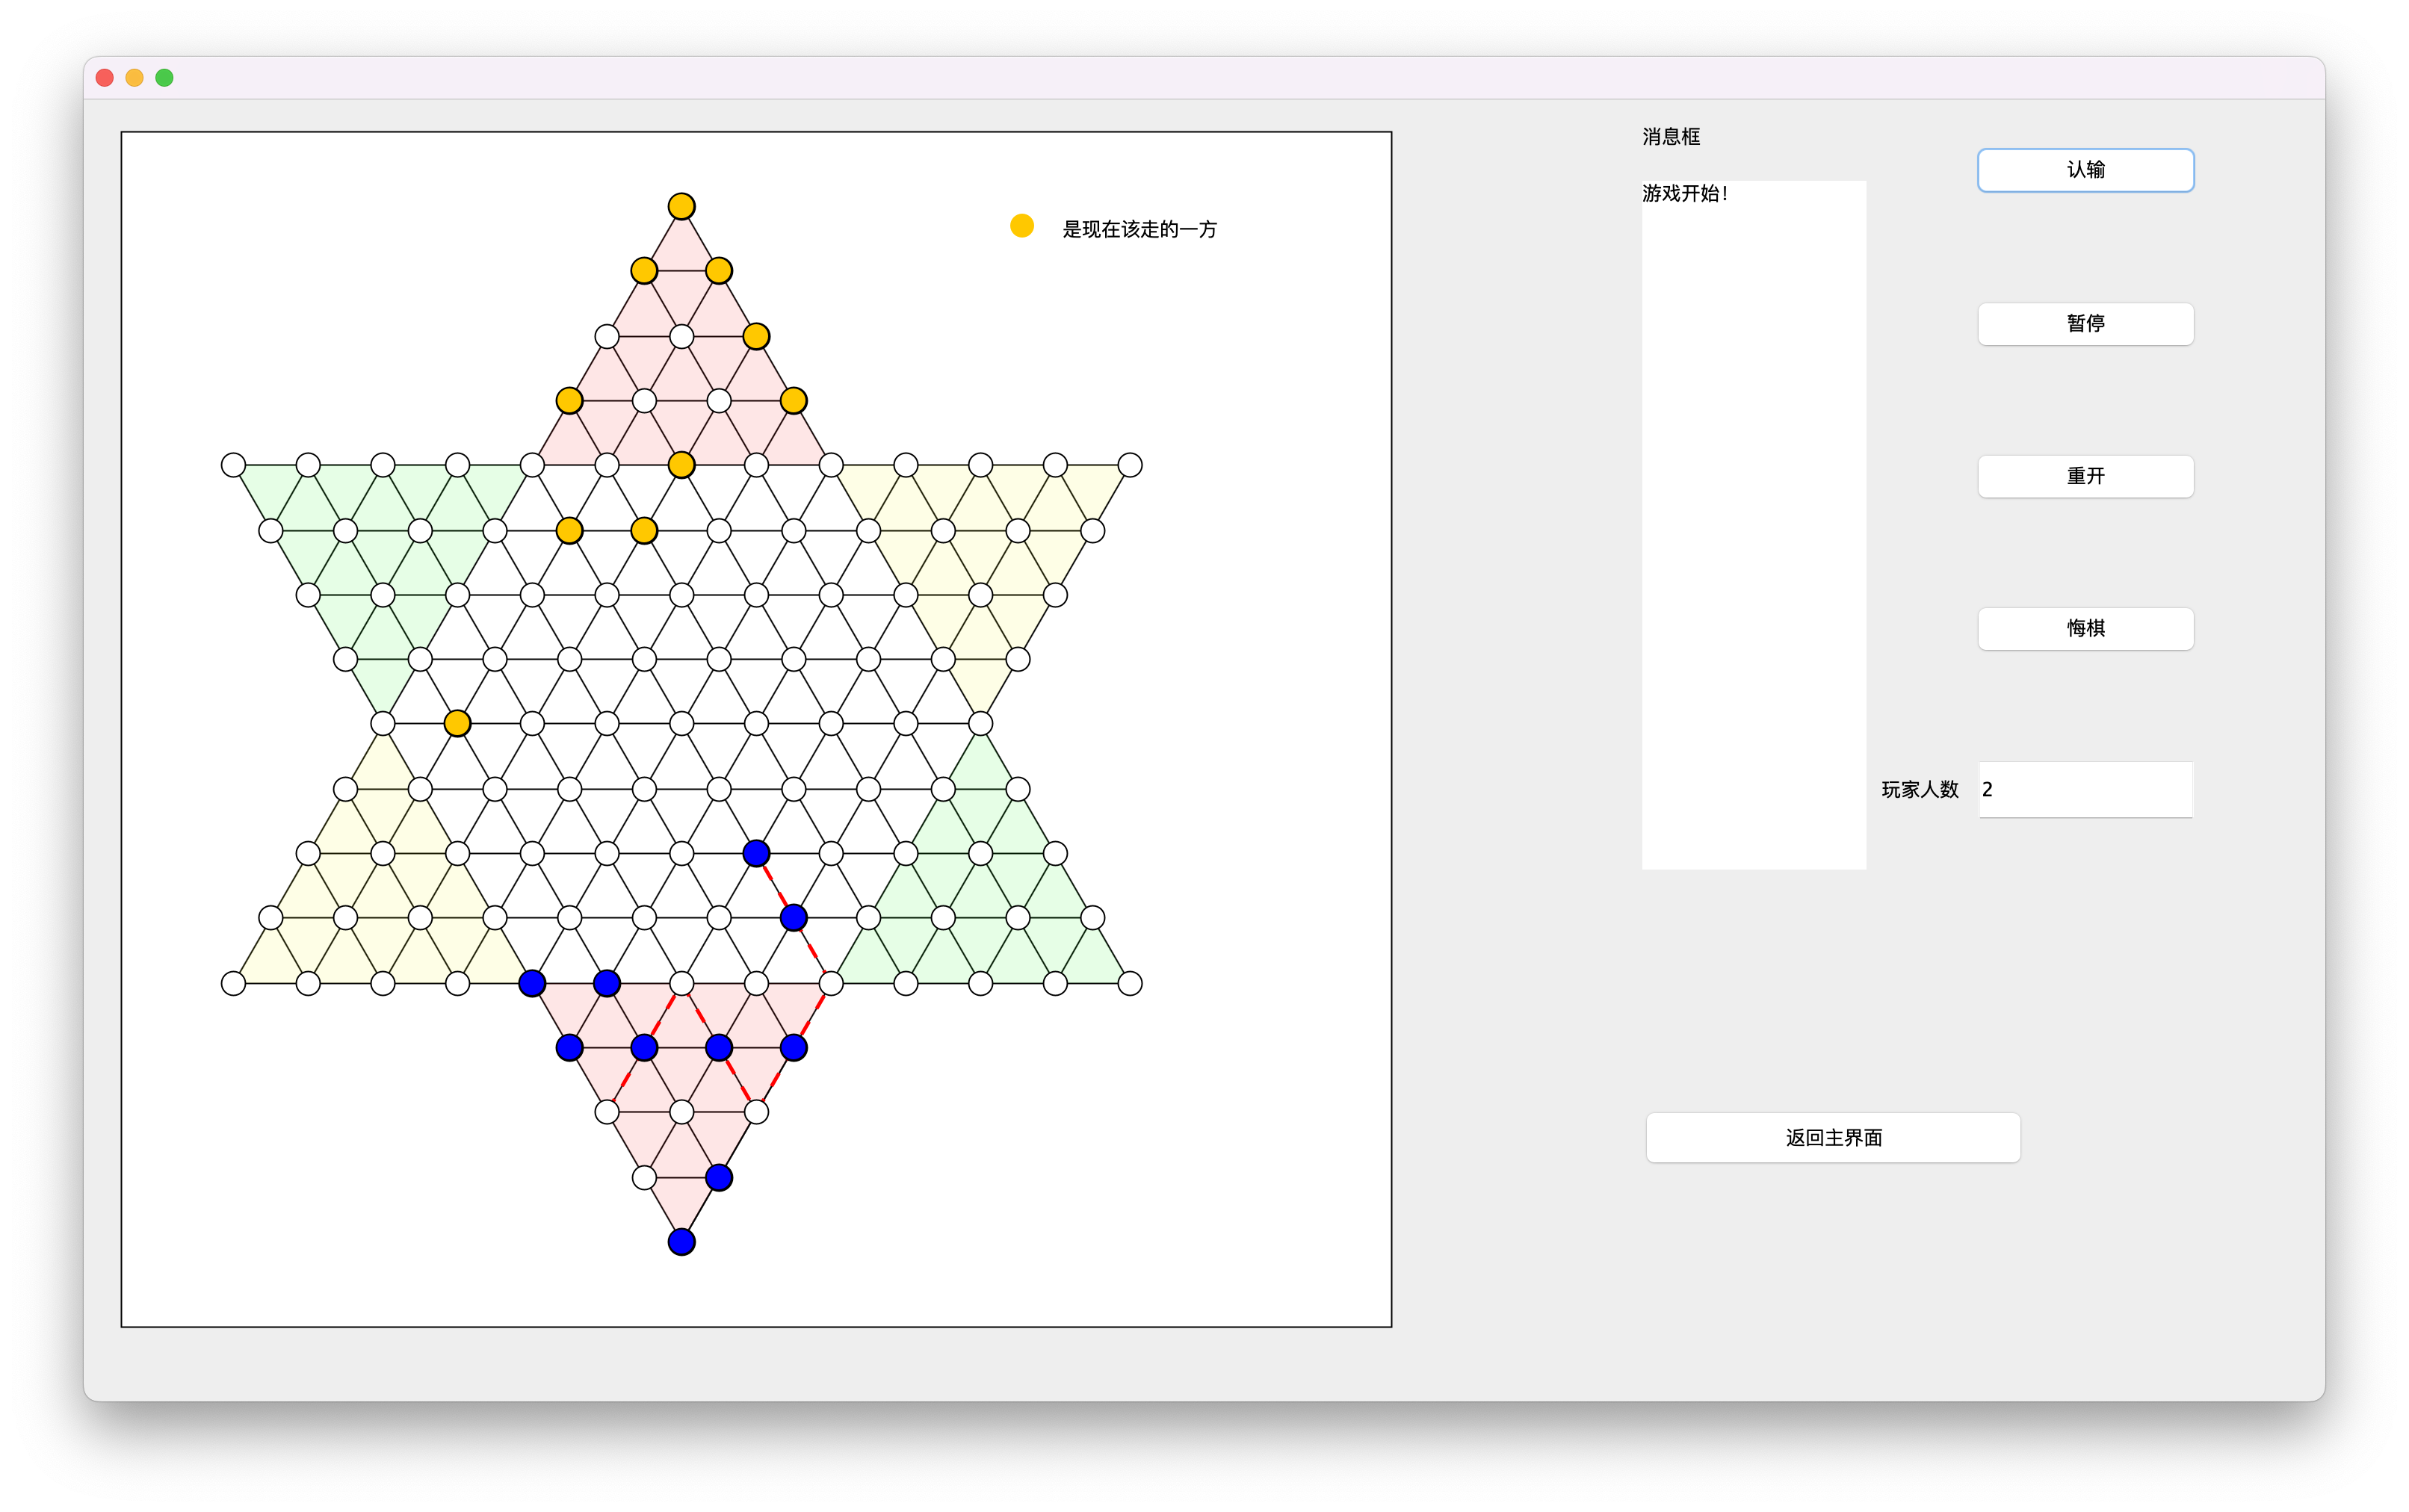 是现在该走的一方
消息框
游戏开始!
认输
暂停
重开
悔棋
玩家人数
2
返回主界面